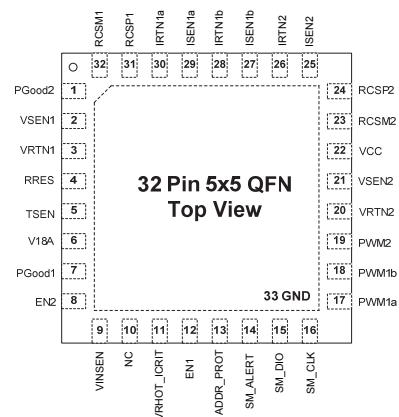 RCSM1
RCSP1
IRTN1a
ISEN1a
IRTN1b
ISEN1b
IRTN2
ISEN2
32
31
30
29
28
27
26
25
PGood2 1
VSEN1 2
VRTN1 3
RRES 4
TSEN 5
V18A 6
PGood1 7
EN2 8
32 Pin 5x5 QFN
Top View
33 GND
24 RCSP2
23 RCSM2
22 VCC
21 VSEN2
20 VRTN2
19 PWM2
18 PWM1b
17 PWM1a
9
10
11
12
13
14
15
16
VINSEN
NC
VRHOT_ICRIT
EN1
ADDR_PROT
SM_ALERT
SM_DIO
SM_CLK